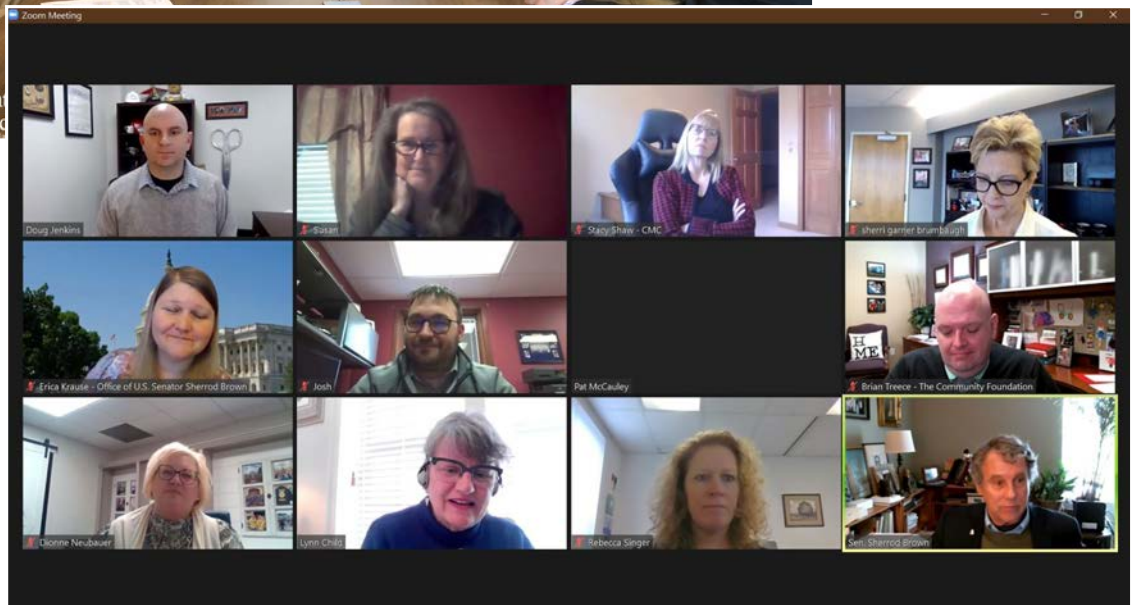 Zoom Meeting
Doug Jenkins
Susan
Stacy Shaw - CMC
sherri garner brumbaugh
Erica Krause - Office of U.S. Senator Sherrod Brown
Josh
Pat McCauley
Brian Treece - The Community Foundation
H ME
Dionne Neubauer
Lynn Child
Rebecca Singer
Sen. Sherrod Brown